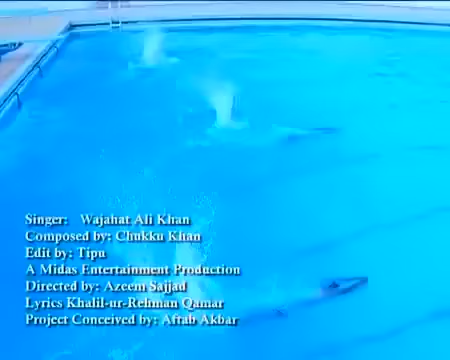 Singer: Wajahat Ali Khan
Composed by: Chukku Khan
Edit by: Tipu
A Midas Entertainment Production
Directed by: Azeem Sajjad
Lyrics Khalil-ur-Rehman Qamar
Project Conceived by: Aftab Akbar